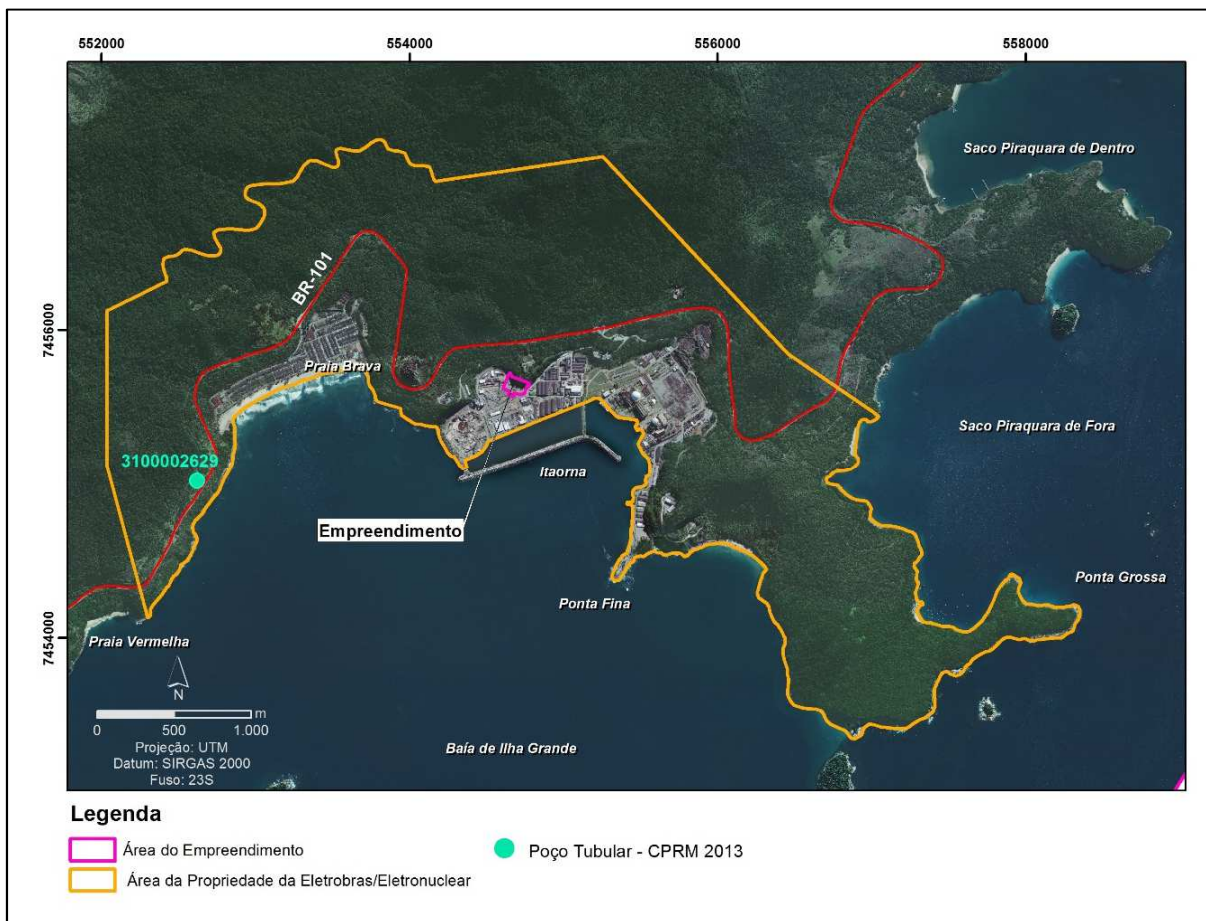 552000
554000
556000
558000
Saco Piraquara de Dentro
BR-101
7456000
Praia Brava
Saco Piraquara de Fora
3100002629
Itaorna
Empreendimento
Ponta Grossa
Ponta Fina
7454000
Praia Vermelha
N
m
0 500 1.000
Projeção: UTM
Datum: SIRGAS 2000
Fuso: 23S
Baía de Ilha Grande
Legenda
Área do Empreendimento
Poço Tubular - CPRM 2013
Área da Propriedade da Eletrobras/Eletronuclear